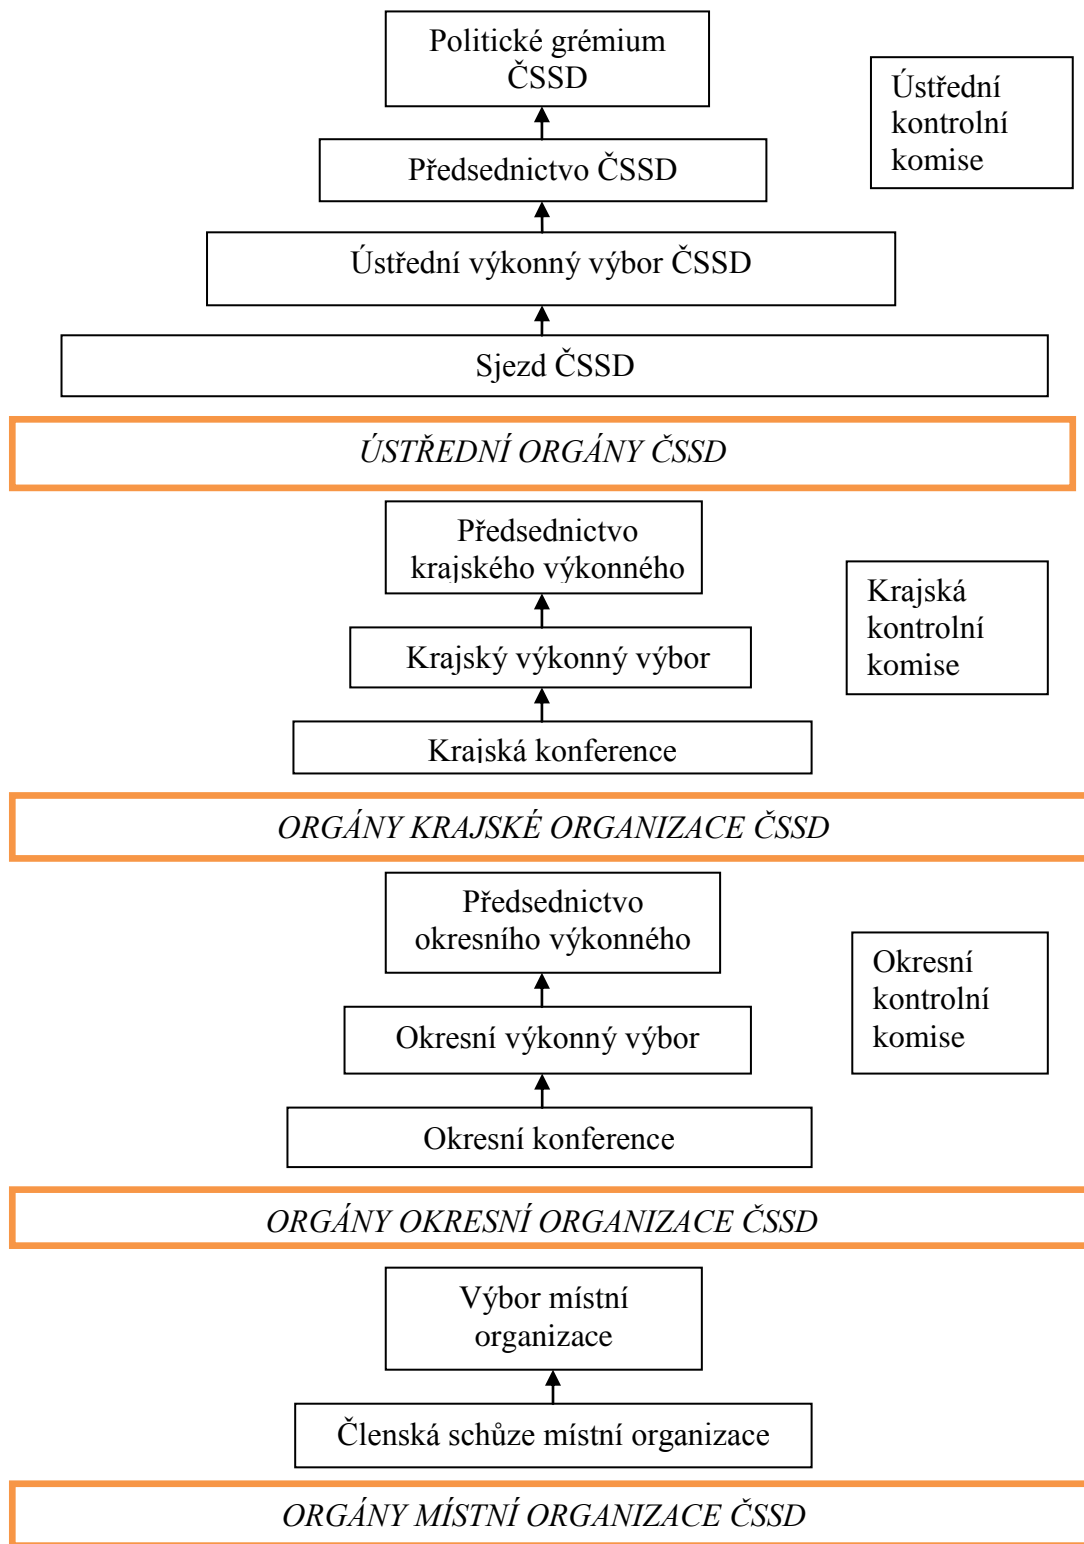 Politické grémium
ČSSD
Ústřední
kontrolní
komise
Předsednictvo ČSSD
Ústřední výkonný výbor ČSSD
Sjezd ČSSD
ÚSTŘEDNÍ ORGÁNY ČSSD
Předsednictvo
krajského výkonného
Krajská
kontrolní
komise
Krajský výkonný výbor
Krajská konference
ORGÁNY KRAJSKÉ ORGANIZACE ČSSD
Předsednictvo
okresního výkonného
Okresní
kontrolní
komise
Okresní výkonný výbor
Okresní konference
ORGÁNY OKRESNÍ ORGANIZACE ČSSD
Výbor místní
organizace
Členská schůze místní organizace
ORGÁNY MÍSTNÍ ORGANIZACE ČSSD